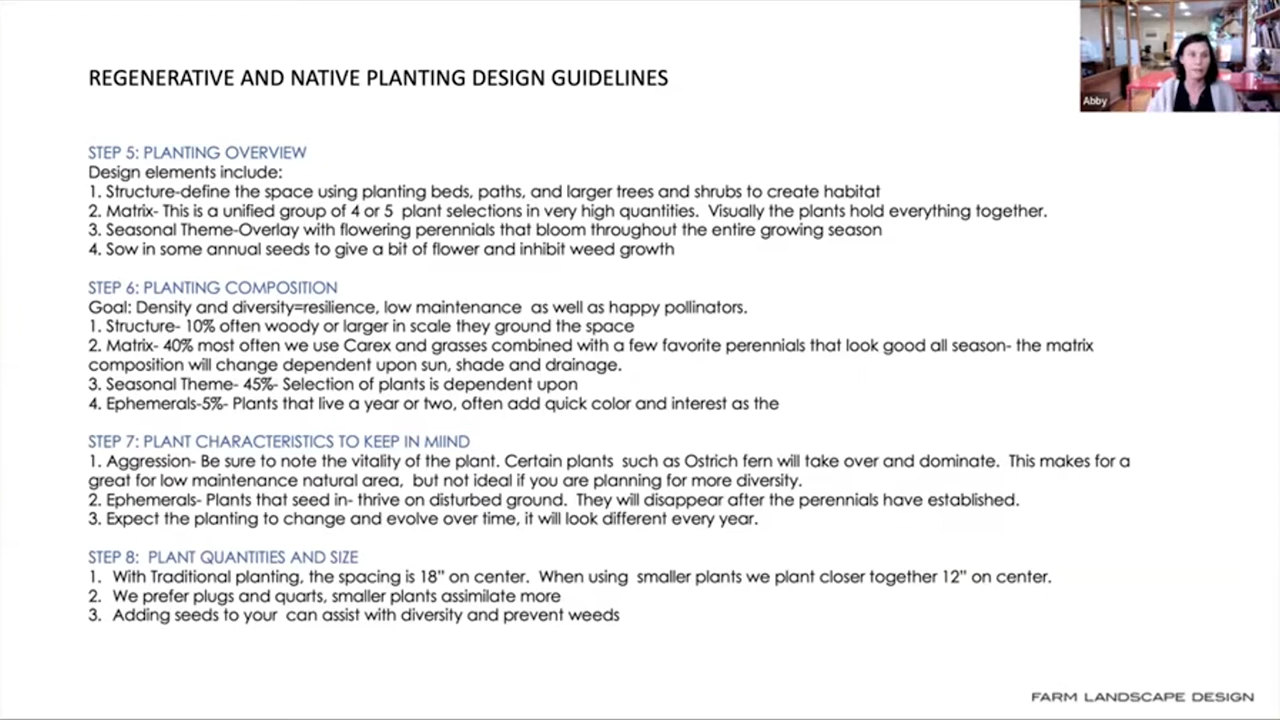 Abby
REGENERATIVE AND NATIVE PLANTING DESIGN GUIDELINES
STEP 5: PLANTING OVERVIEW
Design elements include:
1. Structure-define the space using planting beds, paths, and larger trees and shrubs to create habitat
2. Matrix- This is a unified group of 4 or 5 plant selections in very high quantities. Visually the plants hold everything together.
3. Seasonal Theme-Overlay with flowering perennials that bloom throughout the entire growing season
4. Sow in some annual seeds to give a bit of flower and inhibit weed growth
STEP 6: PLANTING COMPOSITION
Goal: Density and diversity=resilience, low maintenance as well as happy pollinators.
1. Structure- 10% often woody or larger in scale they ground the space
2. Matrix- 40% most often we use Carex and grasses combined with a few favorite perennials that look good all season- the matrix
composition will change dependent upon sun, shade and drainage.
3. Seasonal Theme- 45%- Selection of plants is dependent upon
4. Ephemerals-5%- Plants that live a year or two, often add quick color and interest as the
STEP 7: PLANT CHARACTERISTICS TO KEEP IN MIIND
1. Aggression- Be sure to note the vitality of the plant. Certain plants such as Ostrich fern will take over and dominate. This makes for a
great for low maintenance natural area, but not ideal if you are planning for more diversity.
2. Ephemerals- Plants that seed in- thrive on disturbed ground. They will disappear after the perennials have established.
3. Expect the planting to change and evolve over time, it will look different every year.
STEP 8: PLANT QUANTITIES AND SIZE
1. With Traditional planting, the spacing is 18" on center. When using smaller plants we plant closer together 12" on center.
2. We prefer plugs and quarts, smaller plants assimilate more
3. Adding seeds to your can assist with diversity and prevent weeds
FARM LANDSCAPE DESIGN